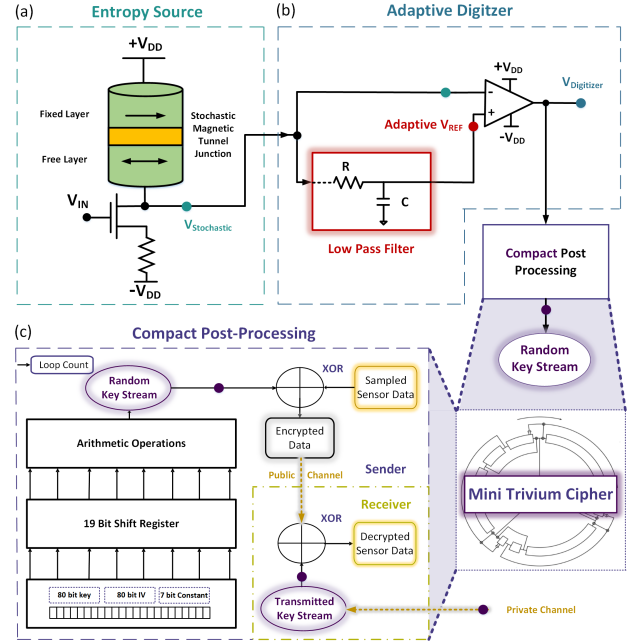 (a) Entropy Source
+VDD
Fixed Layer
Stochastic
Magnetic
Tunnel
Junction
Free Layer
VIN
VStochastic
-VDD
(b) Adaptive Digitzer
+VDD
VDigitizer
-
+
Adaptive VREF
-VDD
R
C
Low Pass Filter
Compact Post
Processing
Random
Key Stream
(c) Compact Post-Processing
Loop Count
Random
Key Stream
XOR
Sampled
Sensor Data
Arithmetic Operations
Encrypted
Data
Public Channel
Sender
19 Bit Shift Register
Receiver
XOR
Decrypted
Sensor Data
80 bit key 80 bit IV 7 bit Constant
Transmitted
Key Stream
Private Channel
Mini Trivium Cipher